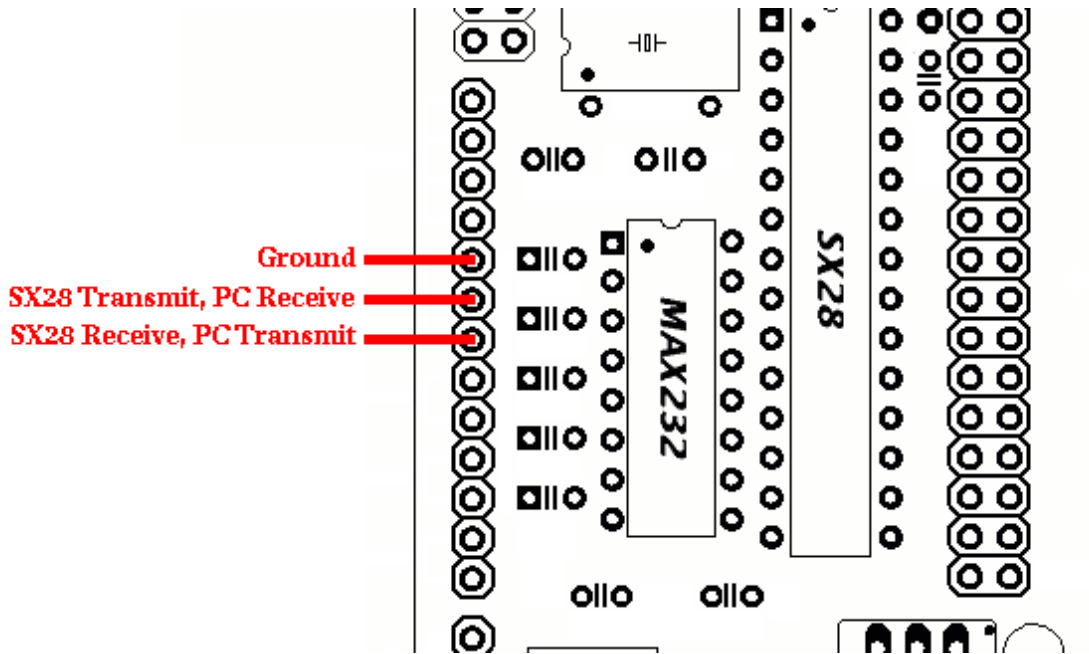 Ground
SX28 Transmit, PC Receive
SX28 Receive, PC Transmit
MAX232
SX28